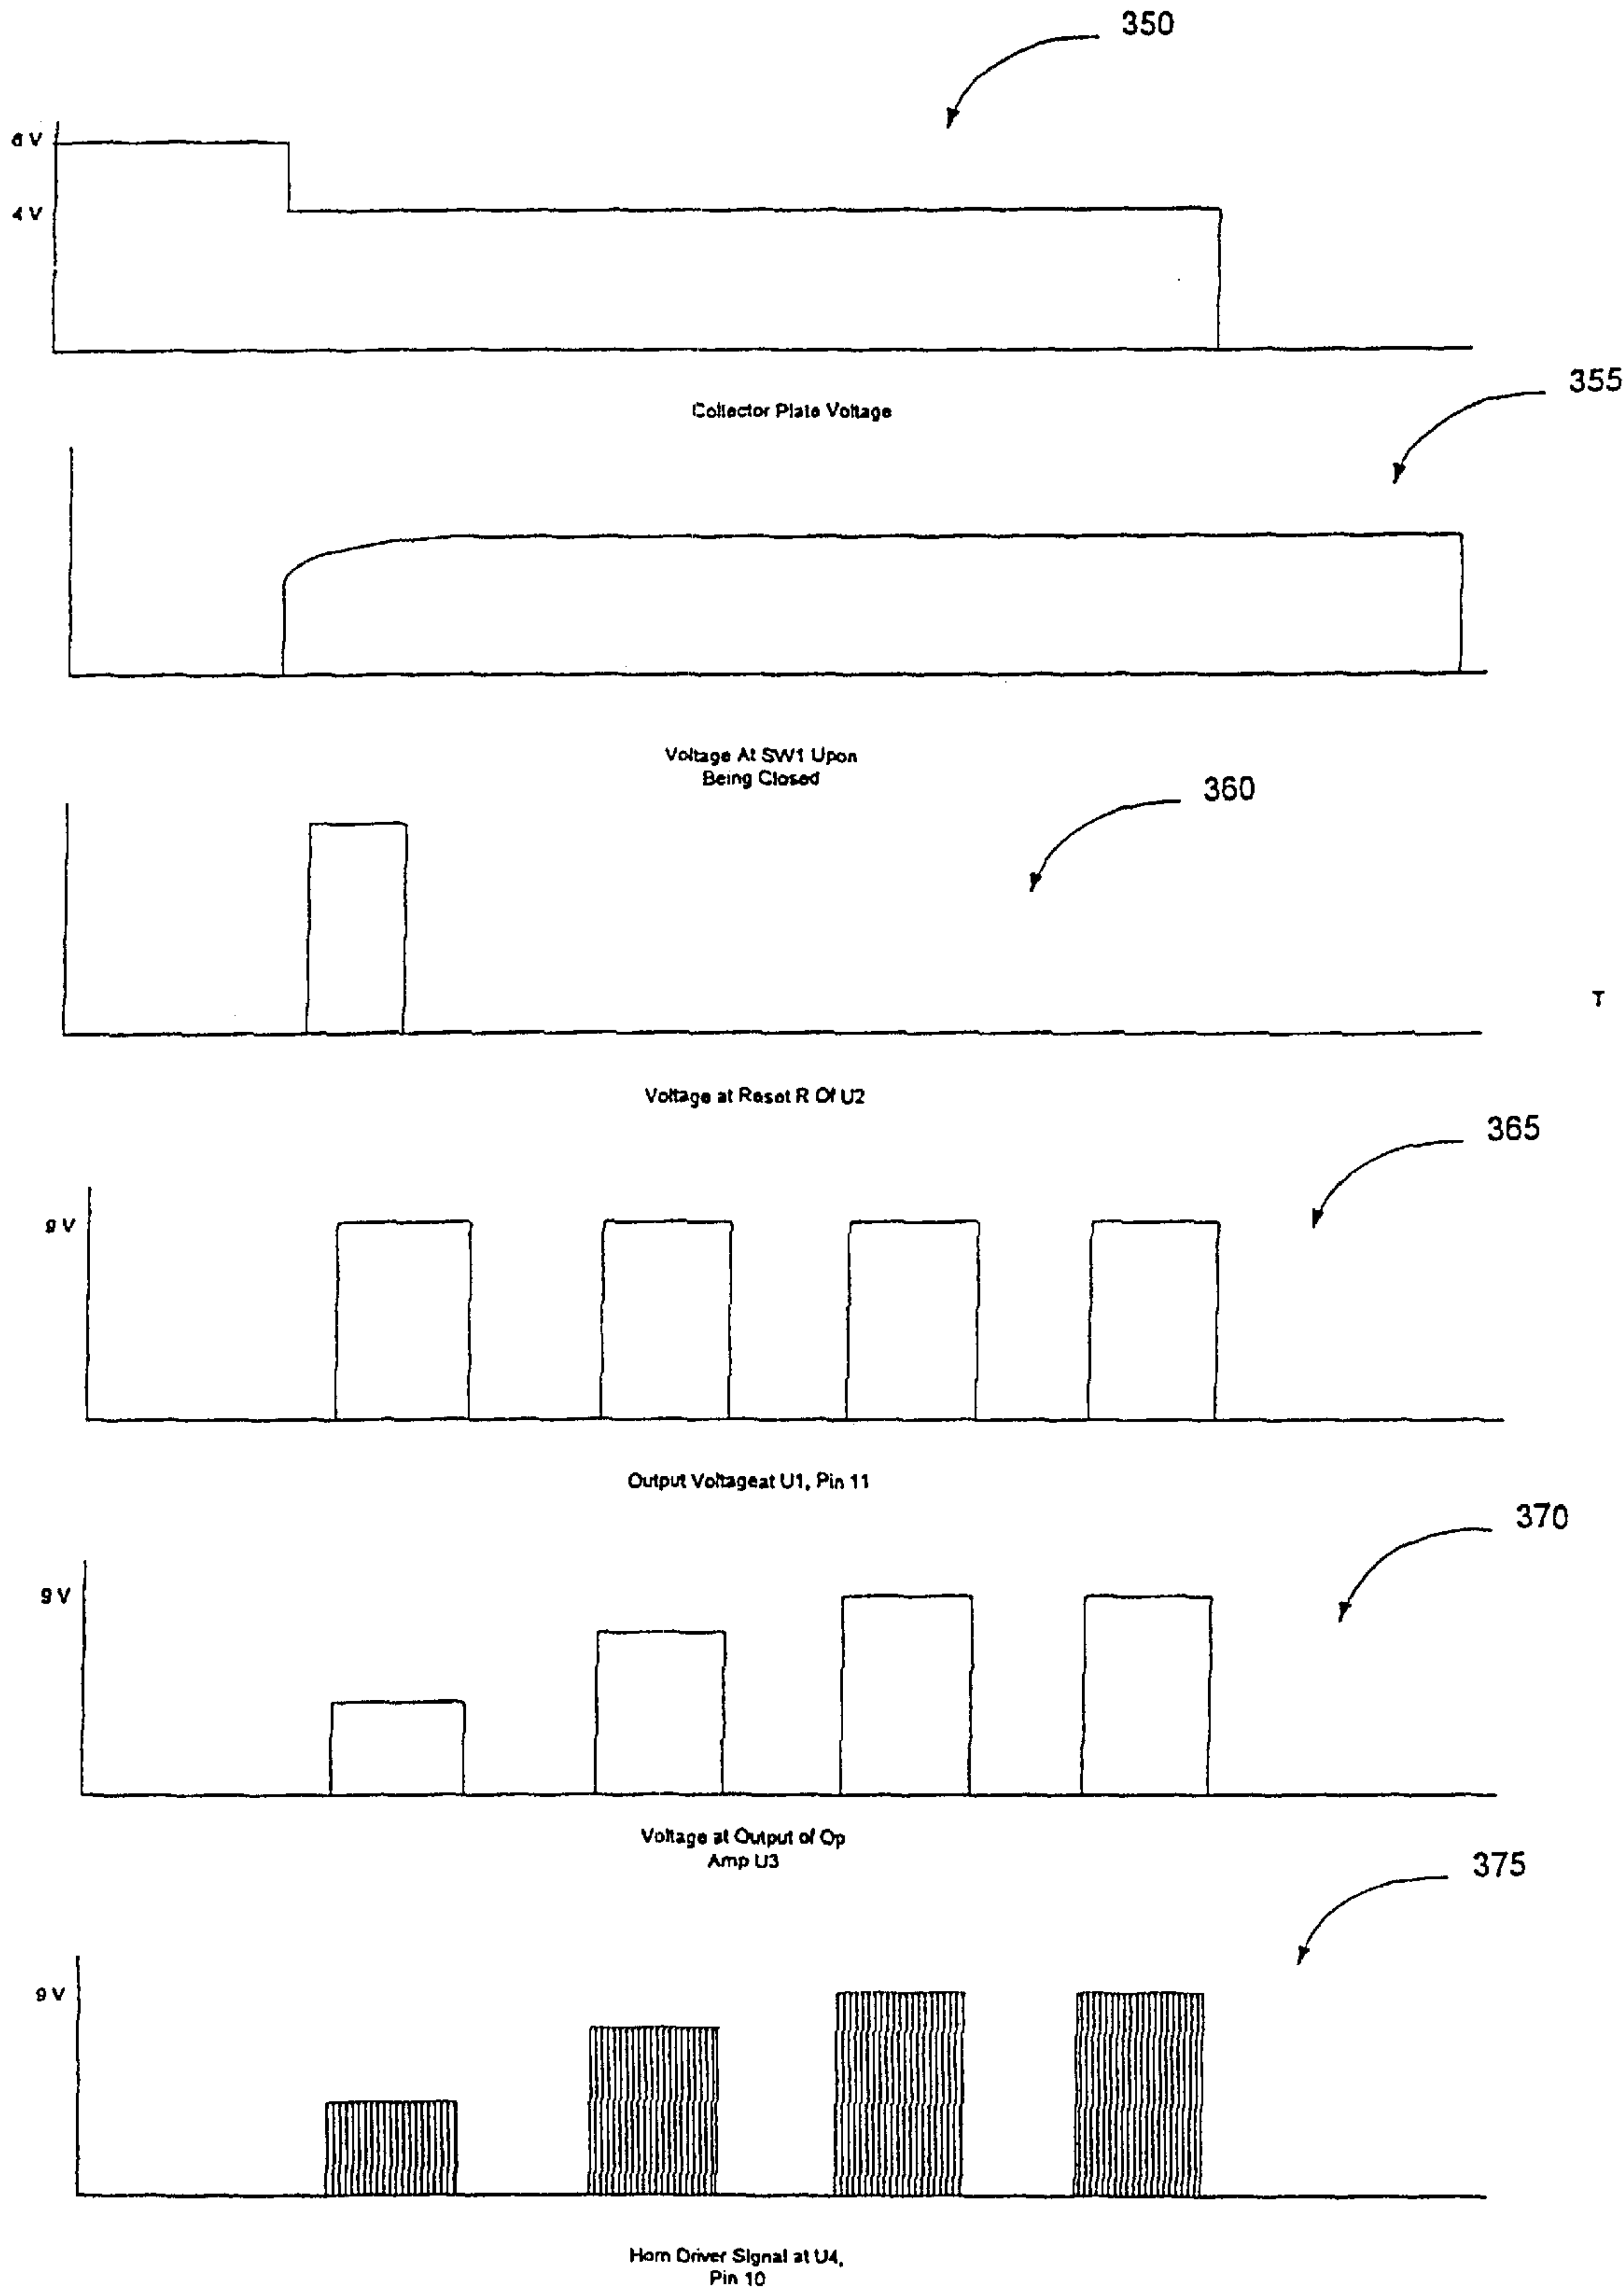 350
6 V
4 V
355
Collector Plate Voltage
Voltage At SW1 Upon
Being Closed
360
T
Voltage at Reset R Of U2
365
9 V
Output Voltageat U1, Pin 11
370
9 V
Voltage at Output of Op
Amp U3
375
9 V
Horn Driver Signal at U4,
Pin 10